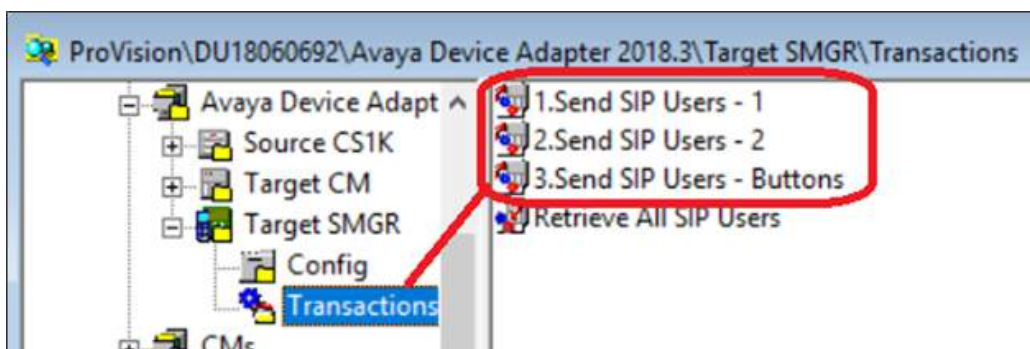 ProVision\DU18060692\Avaya Device Adapter 2018.3\Target SMGR\Transactions
Avaya Device Adapt
Source CS1K
Target CM
Target SMGR
Config
Transactions
CMs
1.Send SIP Users - 1
2.Send SIP Users - 2
3.Send SIP Users - Buttons
Retrieve All SIP Users